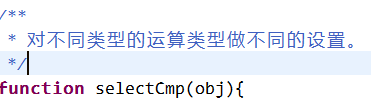 /**
* 对不同类型的运算类型做不同的设置。
*/
function selectCmp(obj){